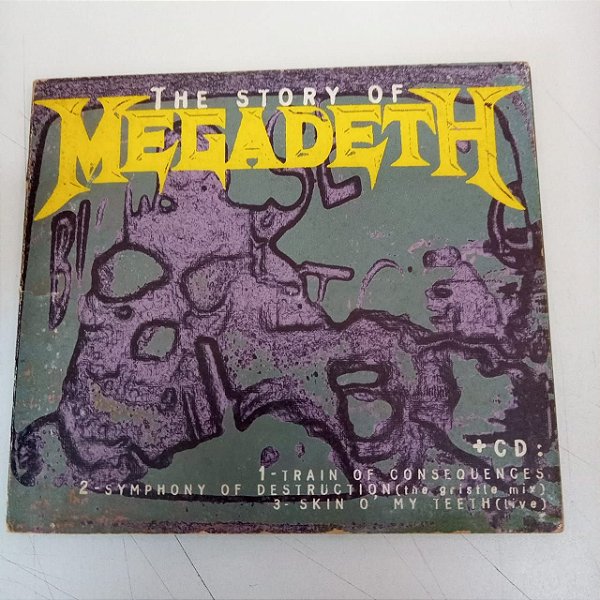 THE STORY OF
MEGADETH
+CD:
1-TRAIN OF CONSEQUENCES
2-SYMPHONY OF DESTRUCTION(the gristle mix)
3-SKIN O' MY TEETH(live)